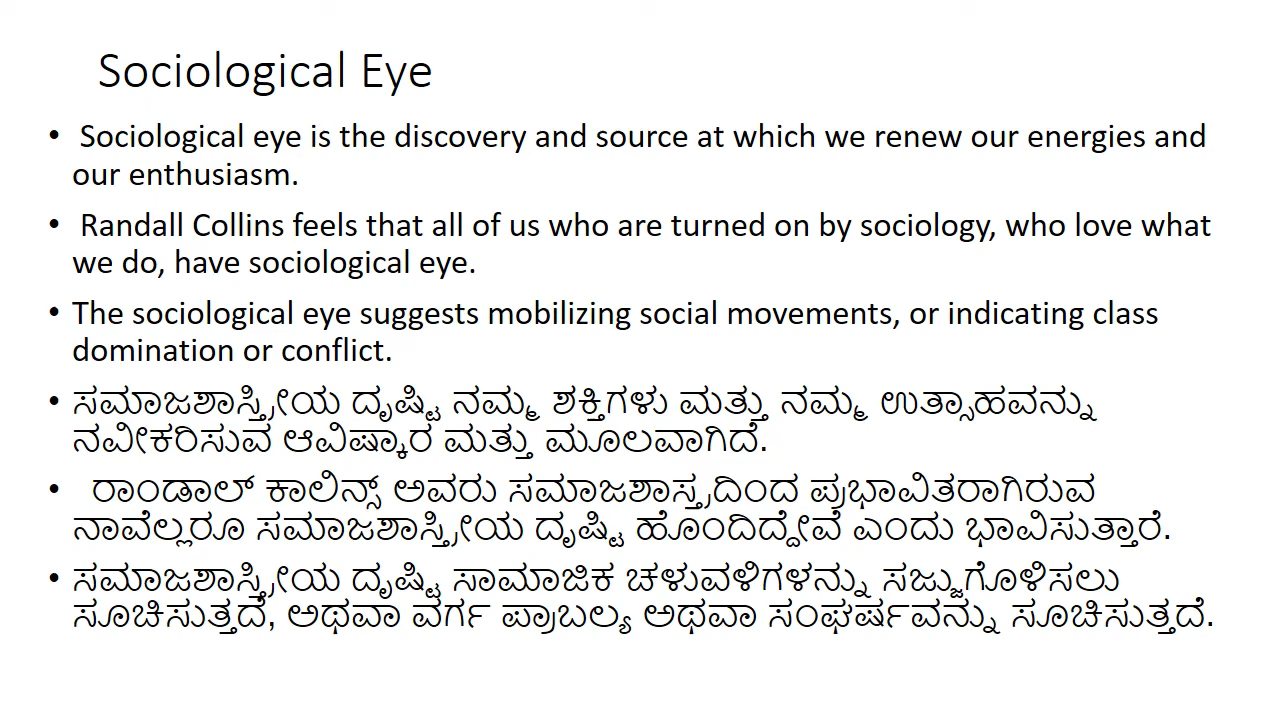 Sociological Eye
• Sociological eye is the discovery and source at which we renew our energies and
our enthusiasm.
• Randall Collins feels that all of us who are turned on by sociology, who love what
we do, have sociological eye.
• The sociological eye suggests mobilizing social movements, or indicating class
domination or conflict.
• ಸಮಾಜಶಾಸ್ತ್ರೀಯ ದೃಷ್ಟಿ ನಮ್ಮ ಶಕ್ತಿಗಳು ಮತ್ತು ನಮ್ಮ ಉತ್ಸಾಹವನ್ನು
ನವೀಕರಿಸುವ ಆವಿಷ್ಕಾರ ಮತ್ತು ಮೂಲವಾಗಿದೆ.
• ರಾಂಡಾಲ್ ಕಾಲಿನ್ಸ್ ಅವರು ಸಮಾಜಶಾಸ್ತ್ರದಿಂದ ಪ್ರಭಾವಿತರಾಗಿರುವ
ನಾವೆಲ್ಲರೂ ಸಮಾಜಶಾಸ್ತ್ರೀಯ ದೃಷ್ಟಿ ಹೊಂದಿದ್ದೇವೆ ಎಂದು ಭಾವಿಸುತ್ತಾರೆ.
• ಸಮಾಜಶಾಸ್ತ್ರೀಯ ದೃಷ್ಟಿ ಸಾಮಾಜಿಕ ಚಳುವಳಿಗಳನ್ನು ಸಜ್ಜುಗೊಳಿಸಲು
ಸೂಚಿಸುತ್ತದೆ, ಅಥವಾ ವರ್ಗ ಪ್ರಾಬಲ್ಯ ಅಥವಾ ಸಂಘರ್ಷವನ್ನು ಸೂಚಿಸುತ್ತದೆ.